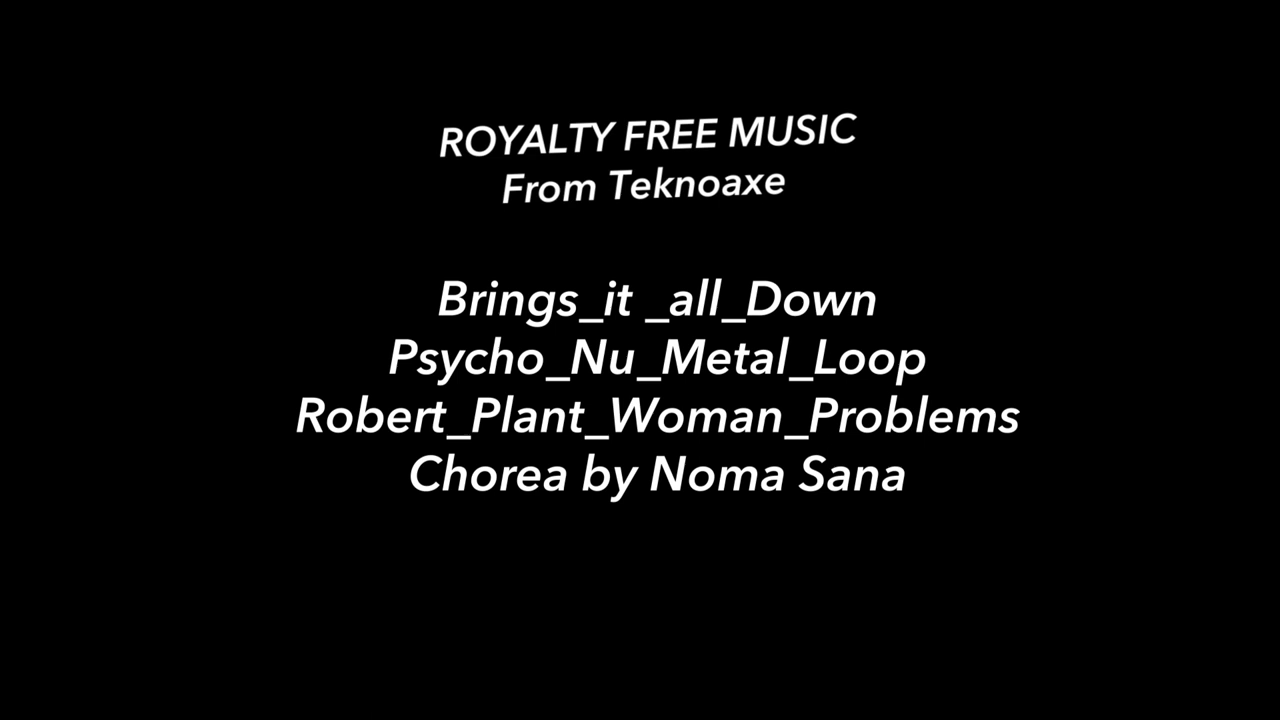 ROYALTY FREE MUSIC
From Teknoaxe
Brings_it _all_Down
Psycho_Nu_Metal_Loop
Robert_Plant_Woman_Problems
Chorea by Noma Sana